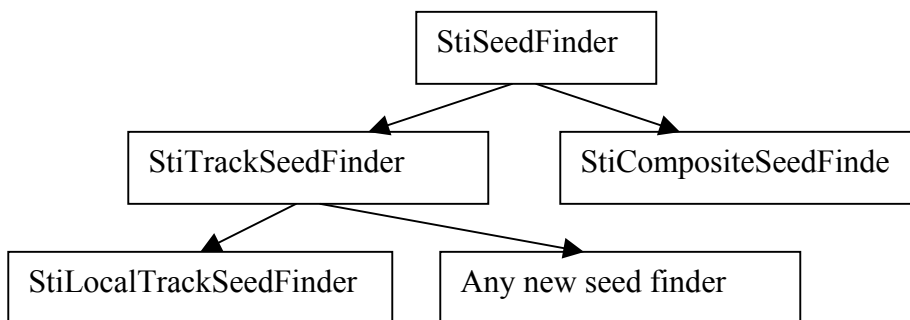 StiSeedFinder
StiTrackSeedFinder
StiCompositeSeedFinde
StiLocalTrackSeedFinder
Any new seed finder